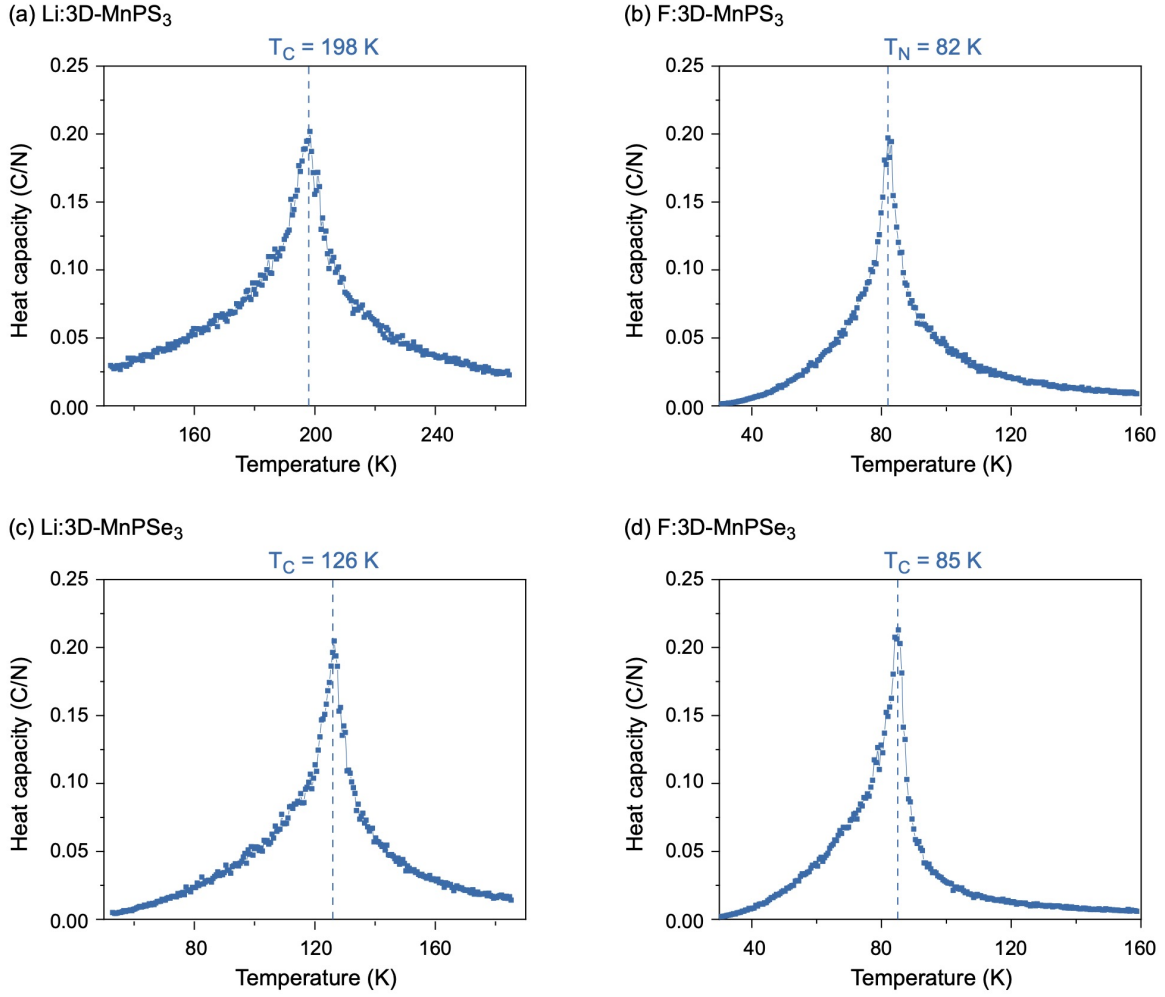 (a) Li:3D-MnPS₃
T_C = 198 K
0.25
0.20
0.15
0.10
0.05
0.00
Heat capacity (C/N)
160 200 240
Temperature (K)
(b) F:3D-MnPS₃
T_N = 82 K
0.25
0.20
0.15
0.10
0.05
0.00
Heat capacity (C/N)
40 80 120 160
Temperature (K)
(c) Li:3D-MnPSe₃
T_C = 126 K
0.25
0.20
0.15
0.10
0.05
0.00
Heat capacity (C/N)
80 120 160
Temperature (K)
(d) F:3D-MnPSe₃
T_C = 85 K
0.25
0.20
0.15
0.10
0.05
0.00
Heat capacity (C/N)
40 80 120 160
Temperature (K)